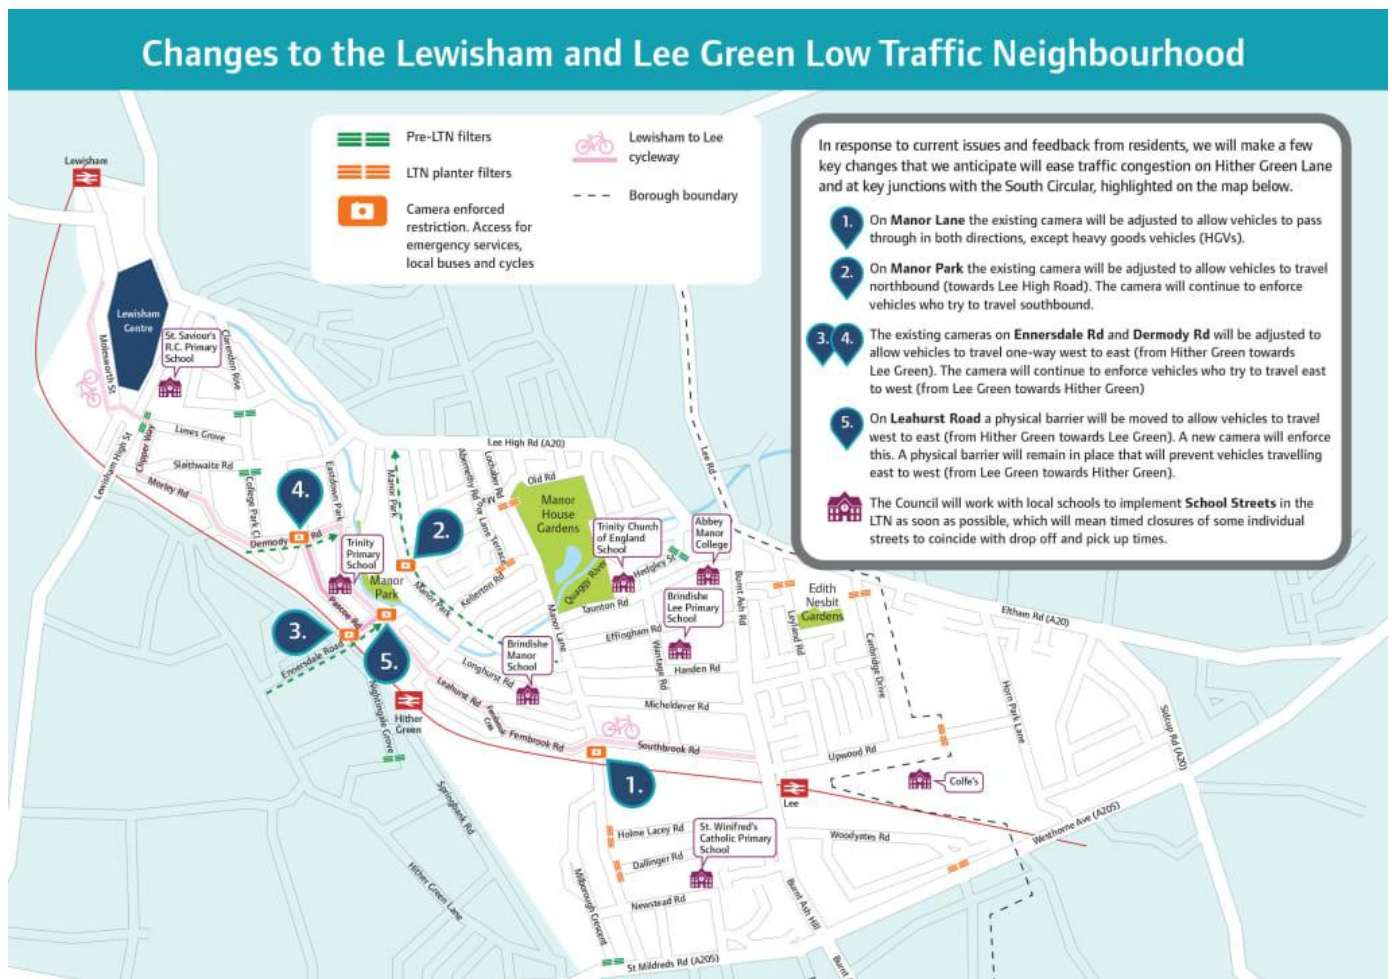 Changes to the Lewisham and Lee Green Low Traffic Neighbourhood
Pre-LTN filters
LTN planter filters
Camera enforced
restriction. Access for
emergency services,
local buses and cycles
Lewisham to Lee
cycleway
Borough boundary
In response to current issues and feedback from residents, we will make a few
key changes that we anticipate will ease traffic congestion on Hither Green Lane
and at key junctions with the South Circular, highlighted on the map below.
1.
On Manor Lane the existing camera will be adjusted to allow vehicles to pass
through in both directions, except heavy goods vehicles (HGVs).
2.
On Manor Park the existing camera will be adjusted to allow vehicles to travel
northbound (towards Lee High Road). The camera will continue to enforce
vehicles who try to travel southbound.
3. 4.
The existing cameras on Ennersdale Rd and Dermody Rd will be adjusted to
allow vehicles to travel one-way west to east (from Hither Green towards
Lee Green). The camera will continue to enforce vehicles who try to travel east
to west (from Lee Green towards Hither Green)
5.
On Leahurst Road a physical barrier will be moved to allow vehicles to travel
west to east (from Hither Green towards Lee Green). A new camera will enforce
this. A physical barrier will remain in place that will prevent vehicles travelling
east to west (from Lee Green towards Hither Green).
The Council will work with local schools to implement School Streets in the
LTN as soon as possible, which will mean timed closures of some individual
streets to coincide with drop off and pick up times.
Lewisham
Lewisham
Centre
St. Saviour's
R.C. Primary
School
Clarendon Rise
Molesworth St
Lewisham High St
Clipper Way
Limes Grove
Slaithwaite Rd
Morley Rd
College Park Cl
Eastdown Park
4.
Dermody Rd
Trinity
Primary
School
Manor
Park
Manor Park
2.
Manor Park
Pascoe Rd
3.
Ennersdale Road
5.
Nightingale Grove
Hither
Green
Springbank Rd
Hither Green Lane
Lee High Rd (A20)
Abernethy Rd
Lochaber Rd
Old Rd
Manor
House
Gardens
Kellerton Rd
Quaggy River
Trinity Church
of England
School
Hedgley St
Abbey
Manor
College
Lee Rd
Taunton Rd
Manor Lane
Effingham Rd
Brindishe
Lee Primary
School
Wantage Rd
Handen Rd
Micheldever Rd
Burnt Ash Rd
Brindishe
Manor
School
Longhurst Rd
Leahurst Rd
Fernbrook
Cres
Fernbrook Rd
Southbrook Rd
1.
Leyland Rd
Edith
Nesbit
Gardens
Cambridge Drive
Eltham Rd (A20)
Horn Park Lane
Sidcup Rd (A20)
Upwood Rd
Colfe's
Lee
Westhorne Ave (A205)
Woodyates Rd
Holme Lacey Rd
Dallinger Rd
St. Winifred's
Catholic Primary
School
Newstead Rd
Milborough Crescent
Burnt Ash Hill
St Mildreds Rd (A205)
Burnt